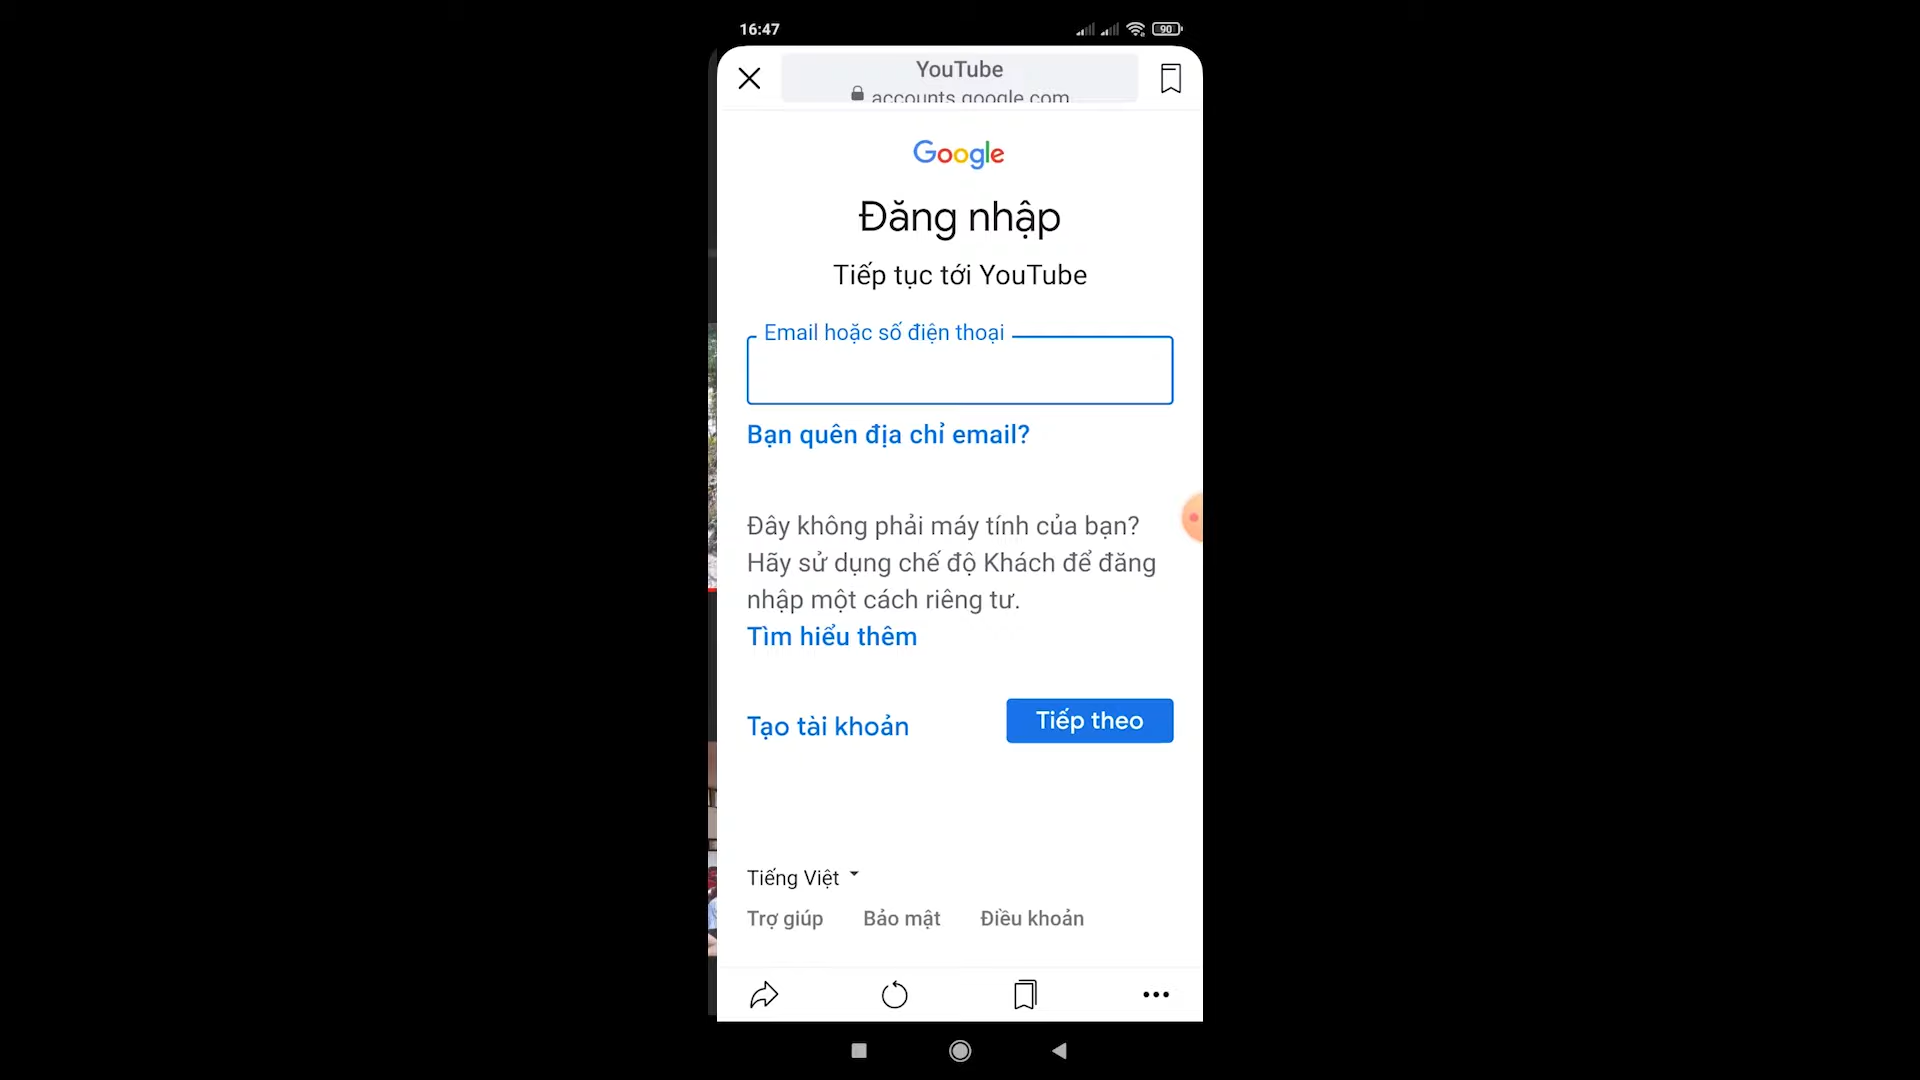 16:47
90
YouTube
accounts.google.com
Google
Đăng nhập
Tiếp tục tới YouTube
Email hoặc số điện thoại
Bạn quên địa chỉ email?
Đây không phải máy tính của bạn?
Hãy sử dụng chế độ Khách để đăng
nhập một cách riêng tư.
Tìm hiểu thêm
Tạo tài khoản
Tiếp theo
Tiếng Việt
Trợ giúp Bảo mật Điều khoản